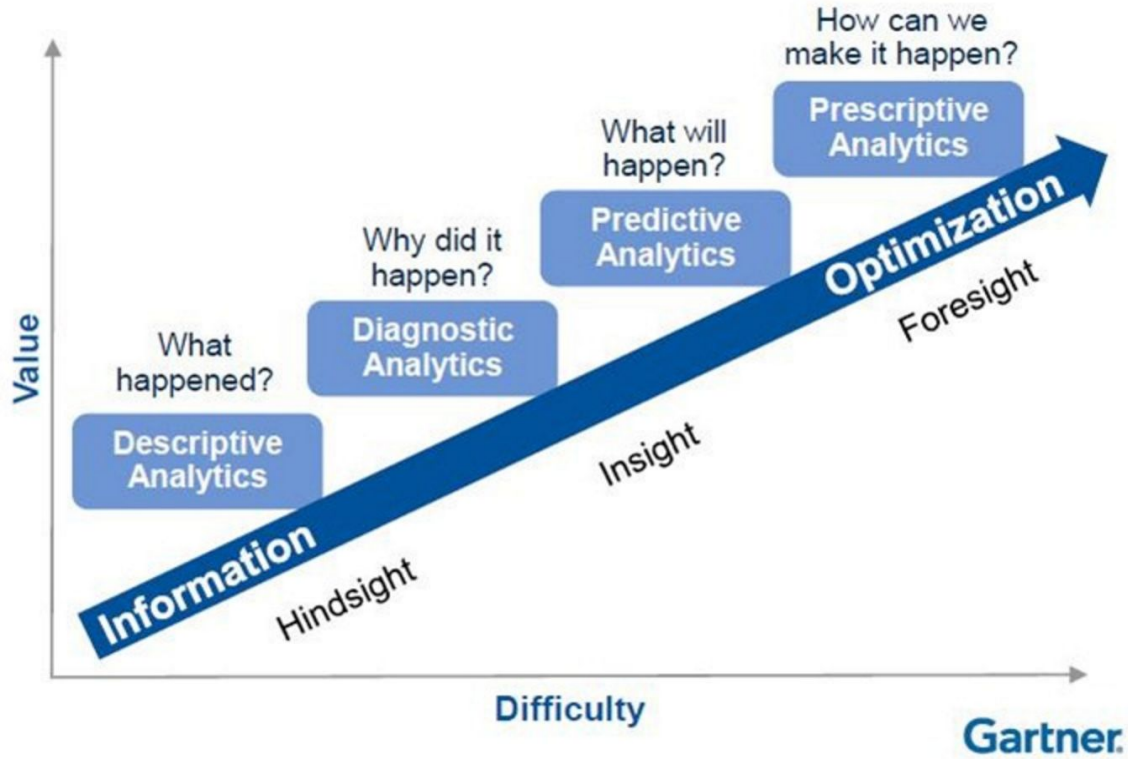 How can we
make it happen?
Prescriptive
Analytics
What will
happen?
Predictive
Analytics
Why did it
happen?
Diagnostic
Analytics
What
happened?
Descriptive
Analytics
Value
Information
Optimization
Hindsight
Insight
Foresight
Difficulty
Gartner.